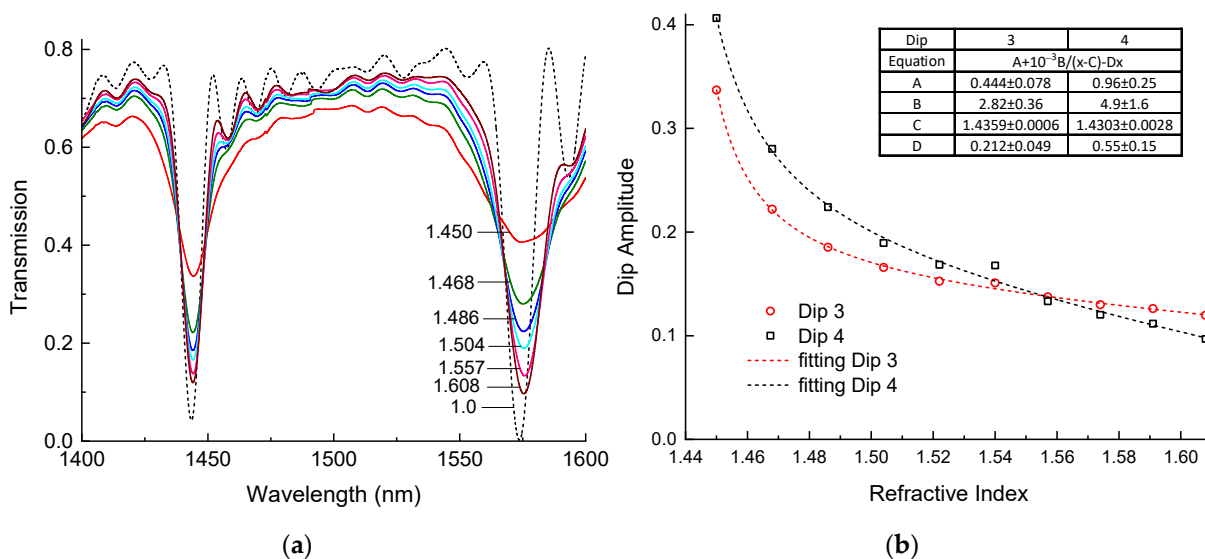 0.8
0.6
0.4
0.2
0.0
Transmission
1.450
1.468
1.486
1.504
1.557
1.608
1.0
1400 1450 1500 1550 1600
Wavelength (nm)
(a)
0.4
0.3
0.2
0.1
0.0
Dip Amplitude
Dip 3 4
Equation A+10⁻³B/(x-C)-Dx
A 0.444±0.078 0.96±0.25
B 2.82±0.36 4.9±1.6
C 1.4359±0.0006 1.4303±0.0028
D 0.212±0.049 0.55±0.15
Dip 3
Dip 4
fitting Dip 3
fitting Dip 4
1.44 1.46 1.48 1.50 1.52 1.54 1.56 1.58 1.60
Refractive Index
(b)